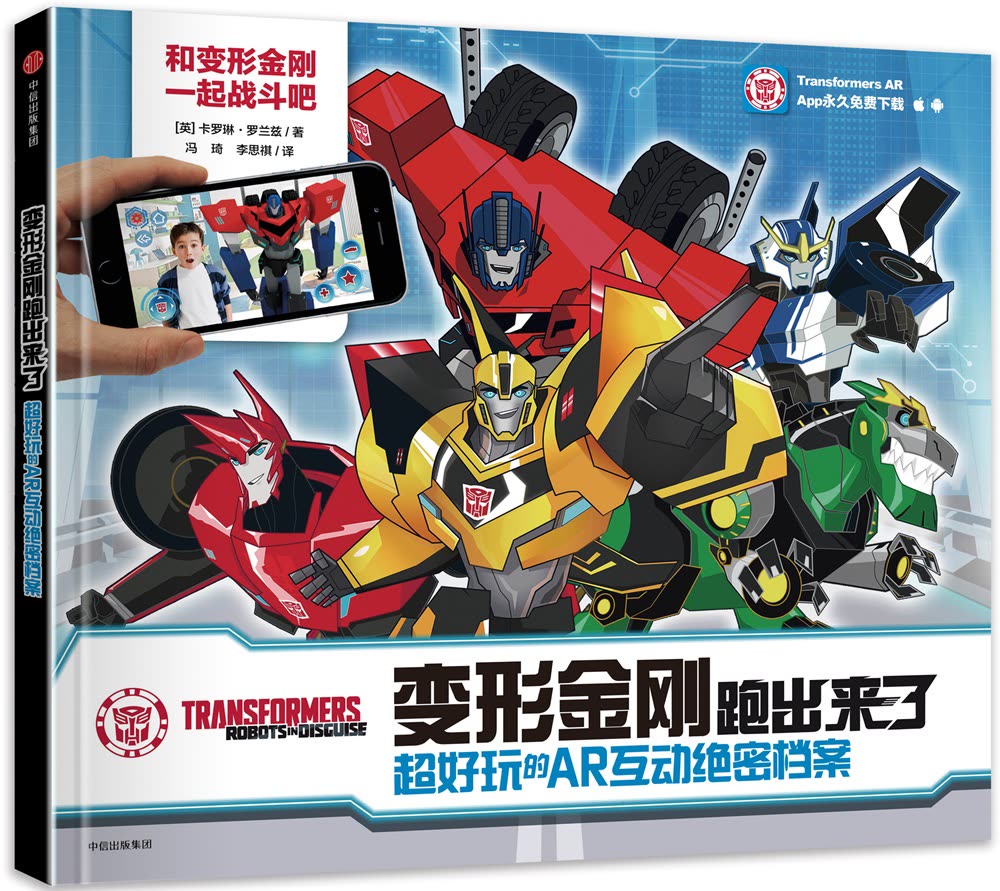 和变形金刚
一起战斗吧
[英] 卡罗琳·罗兰兹 / 著
冯 琦 李思祺 / 译
Transformers AR
App永久免费下载
TRANSFORMERS
ROBOTS IN DISGUISE
变形金刚跑出来了
超好玩的AR互动绝密档案
中信出版集团
中信出版集团
变形金刚跑出来了
超好玩的AR互动绝密档案